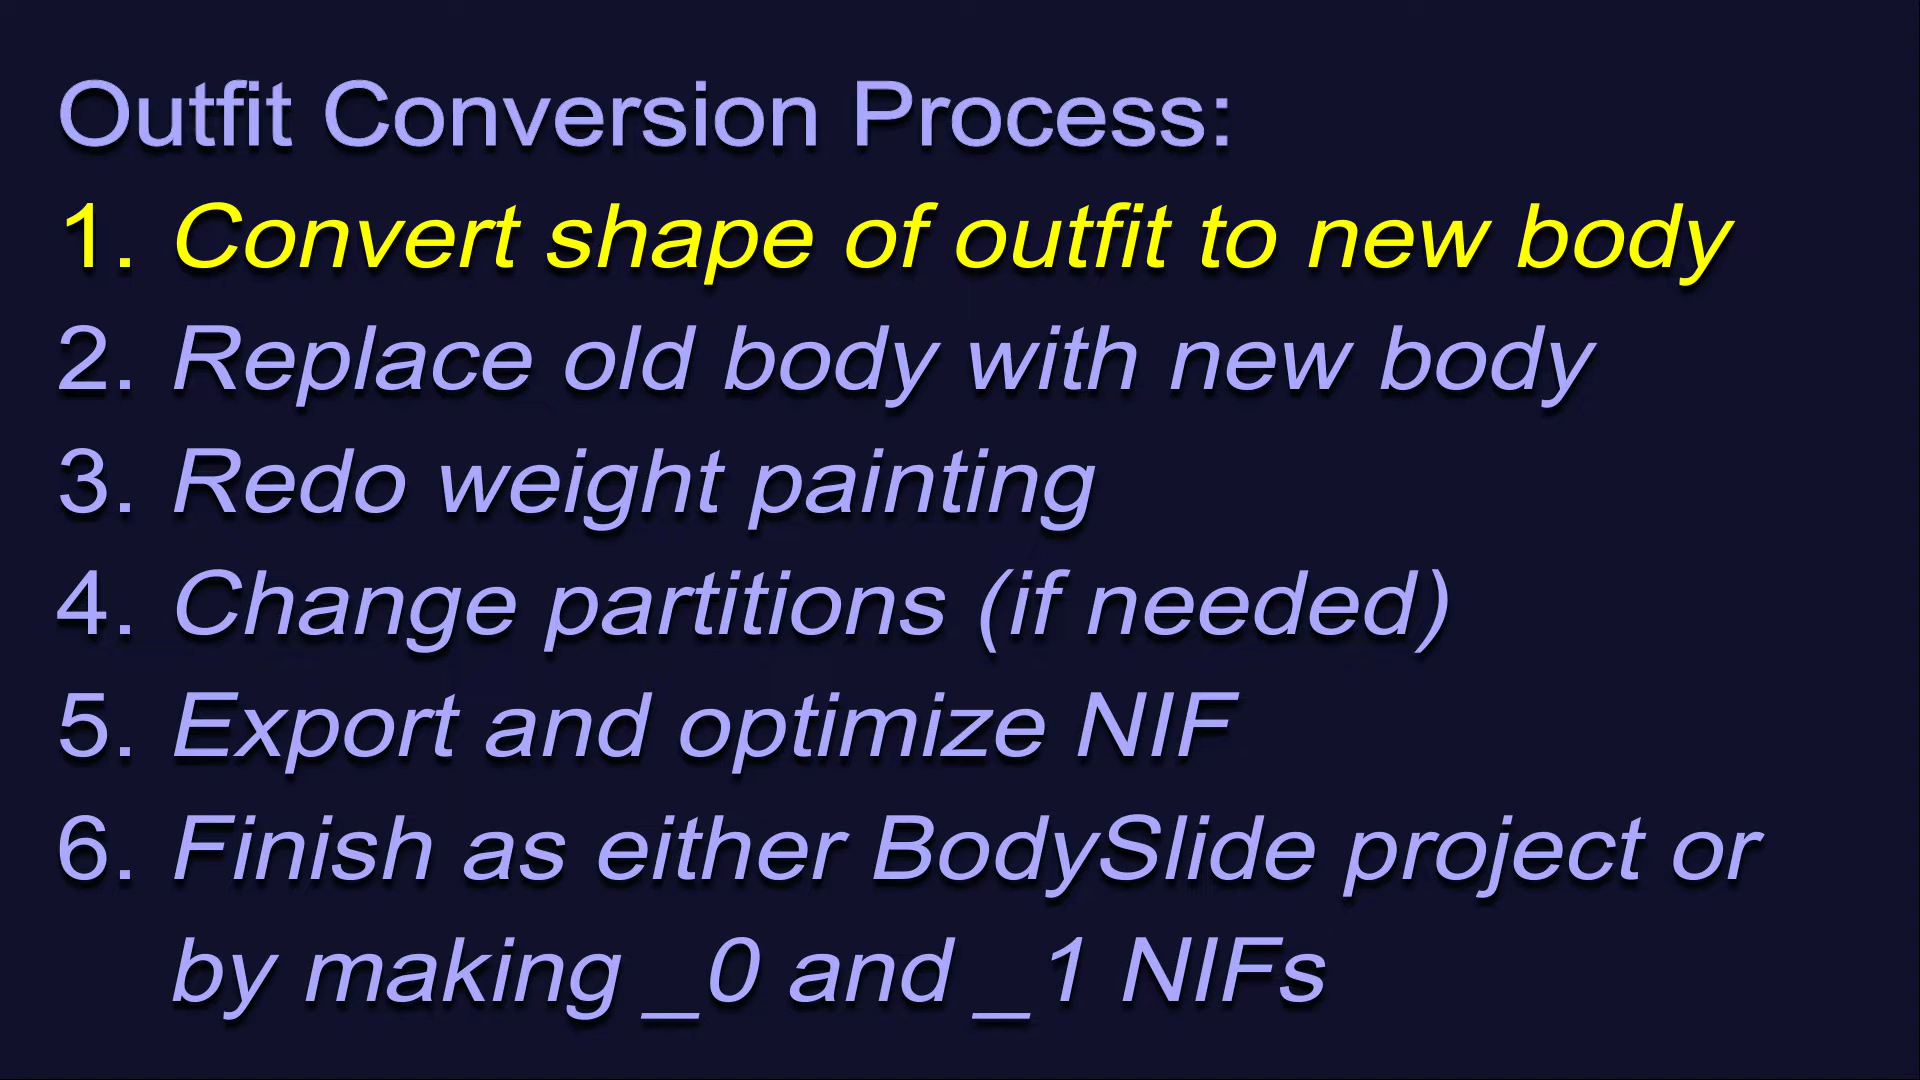 Outfit Conversion Process:
1. Convert shape of outfit to new body
2. Replace old body with new body
3. Redo weight painting
4. Change partitions (if needed)
5. Export and optimize NIF
6. Finish as either BodySlide project or
by making _0 and _1 NIFs